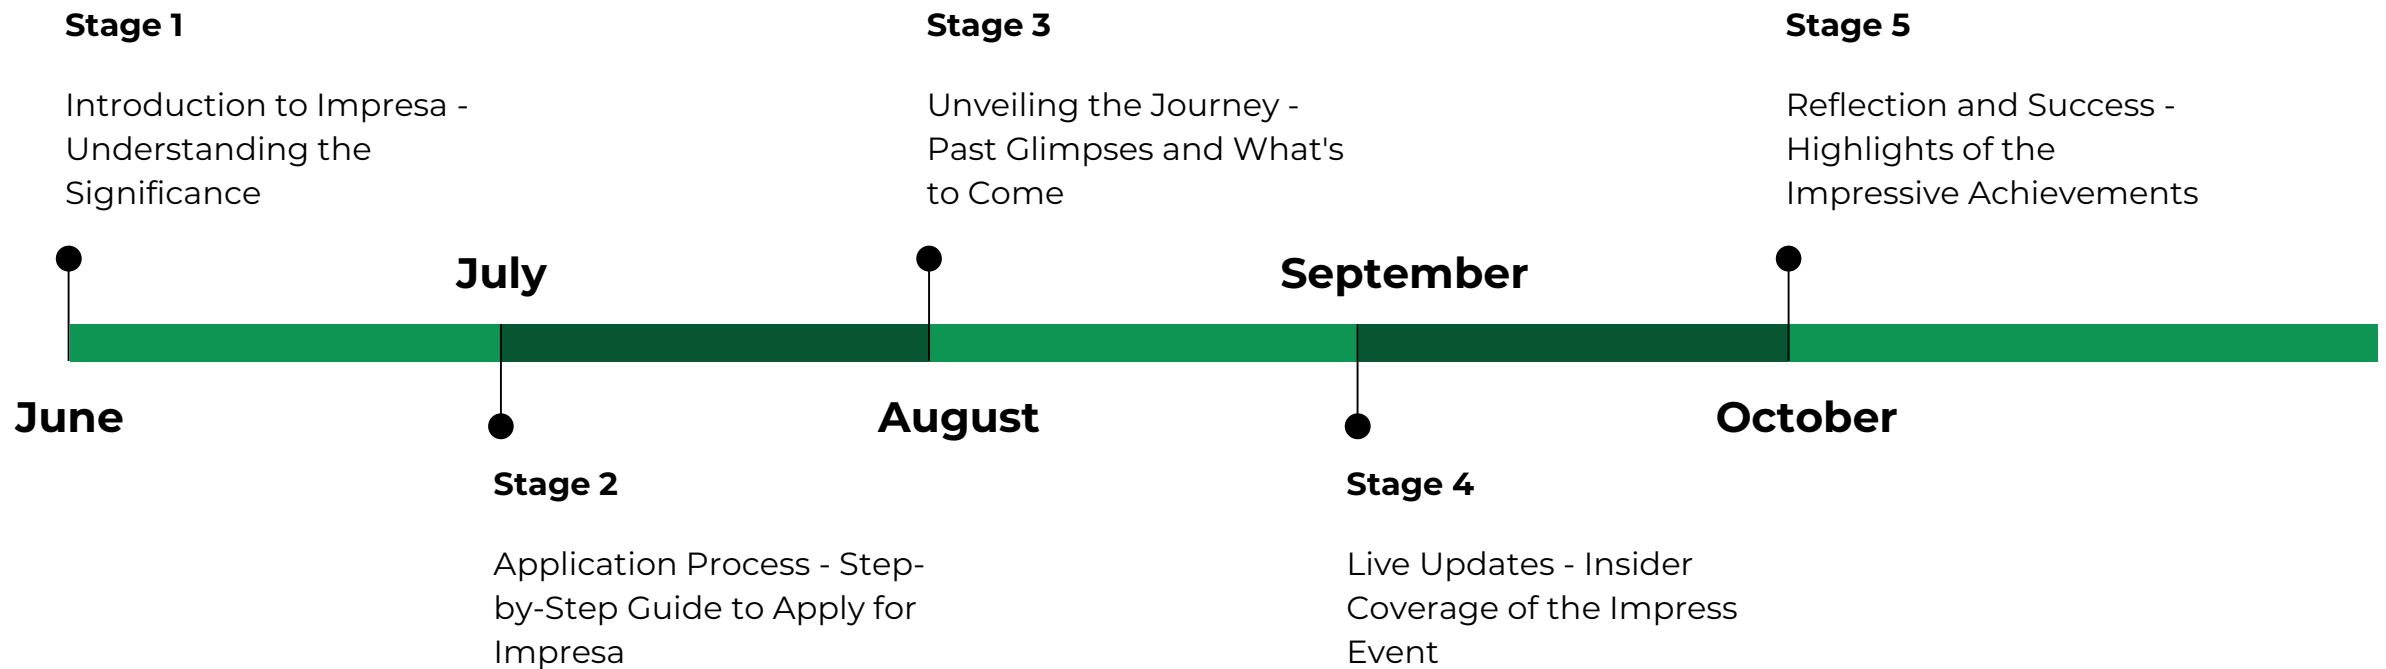 Stage 1
Introduction to Impresa -
Understanding the
Significance
Stage 3
Unveiling the Journey -
Past Glimpses and What's
to Come
Stage 5
Reflection and Success -
Highlights of the
Impressive Achievements
July
September
June
August
October
Stage 2
Application Process - Step-
by-Step Guide to Apply for
Impresa
Stage 4
Live Updates - Insider
Coverage of the Impress
Event